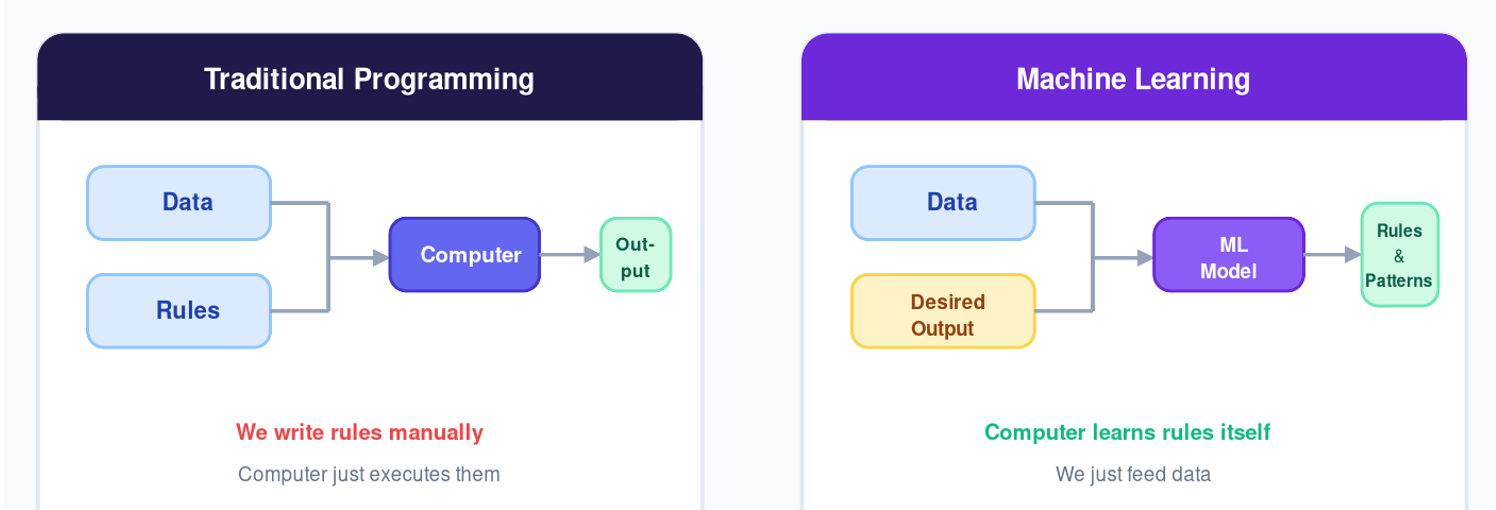 Traditional Programming
Data
Rules
Computer
Out-
put
We write rules manually
Computer just executes them
Machine Learning
Data
Desired
Output
ML
Model
Rules
&
Patterns
Computer learns rules itself
We just feed data